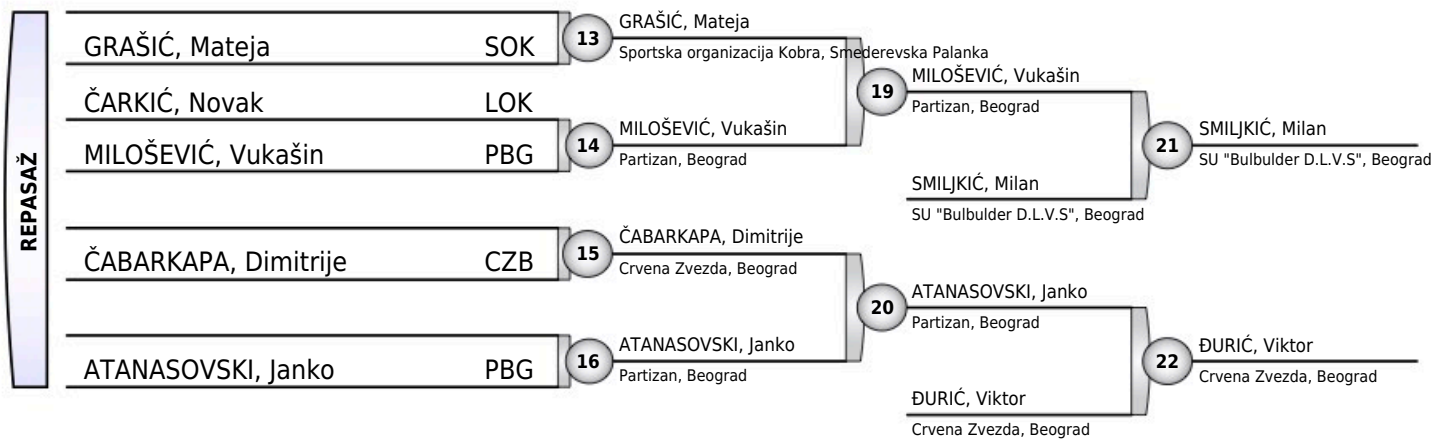 REPASAŽ
GRAŠIĆ, Mateja SOK
ČARKIĆ, Novak LOK
MILOŠEVIĆ, Vukašin PBG
ČABARKAPA, Dimitrije CZB
ATANASOVSKI, Janko PBG
13
GRAŠIĆ, Mateja
Sportska organizacija Kobra, Smederevska Palanka
14
MILOŠEVIĆ, Vukašin
Partizan, Beograd
15
ČABARKAPA, Dimitrije
Crvena Zvezda, Beograd
16
ATANASOVSKI, Janko
Partizan, Beograd
19
MILOŠEVIĆ, Vukašin
Partizan, Beograd
SMILJKIĆ, Milan
SU "Bulbulder D.L.V.S", Beograd
20
ATANASOVSKI, Janko
Partizan, Beograd
ĐURIĆ, Viktor
Crvena Zvezda, Beograd
21
SMILJKIĆ, Milan
SU "Bulbulder D.L.V.S", Beograd
22
ĐURIĆ, Viktor
Crvena Zvezda, Beograd